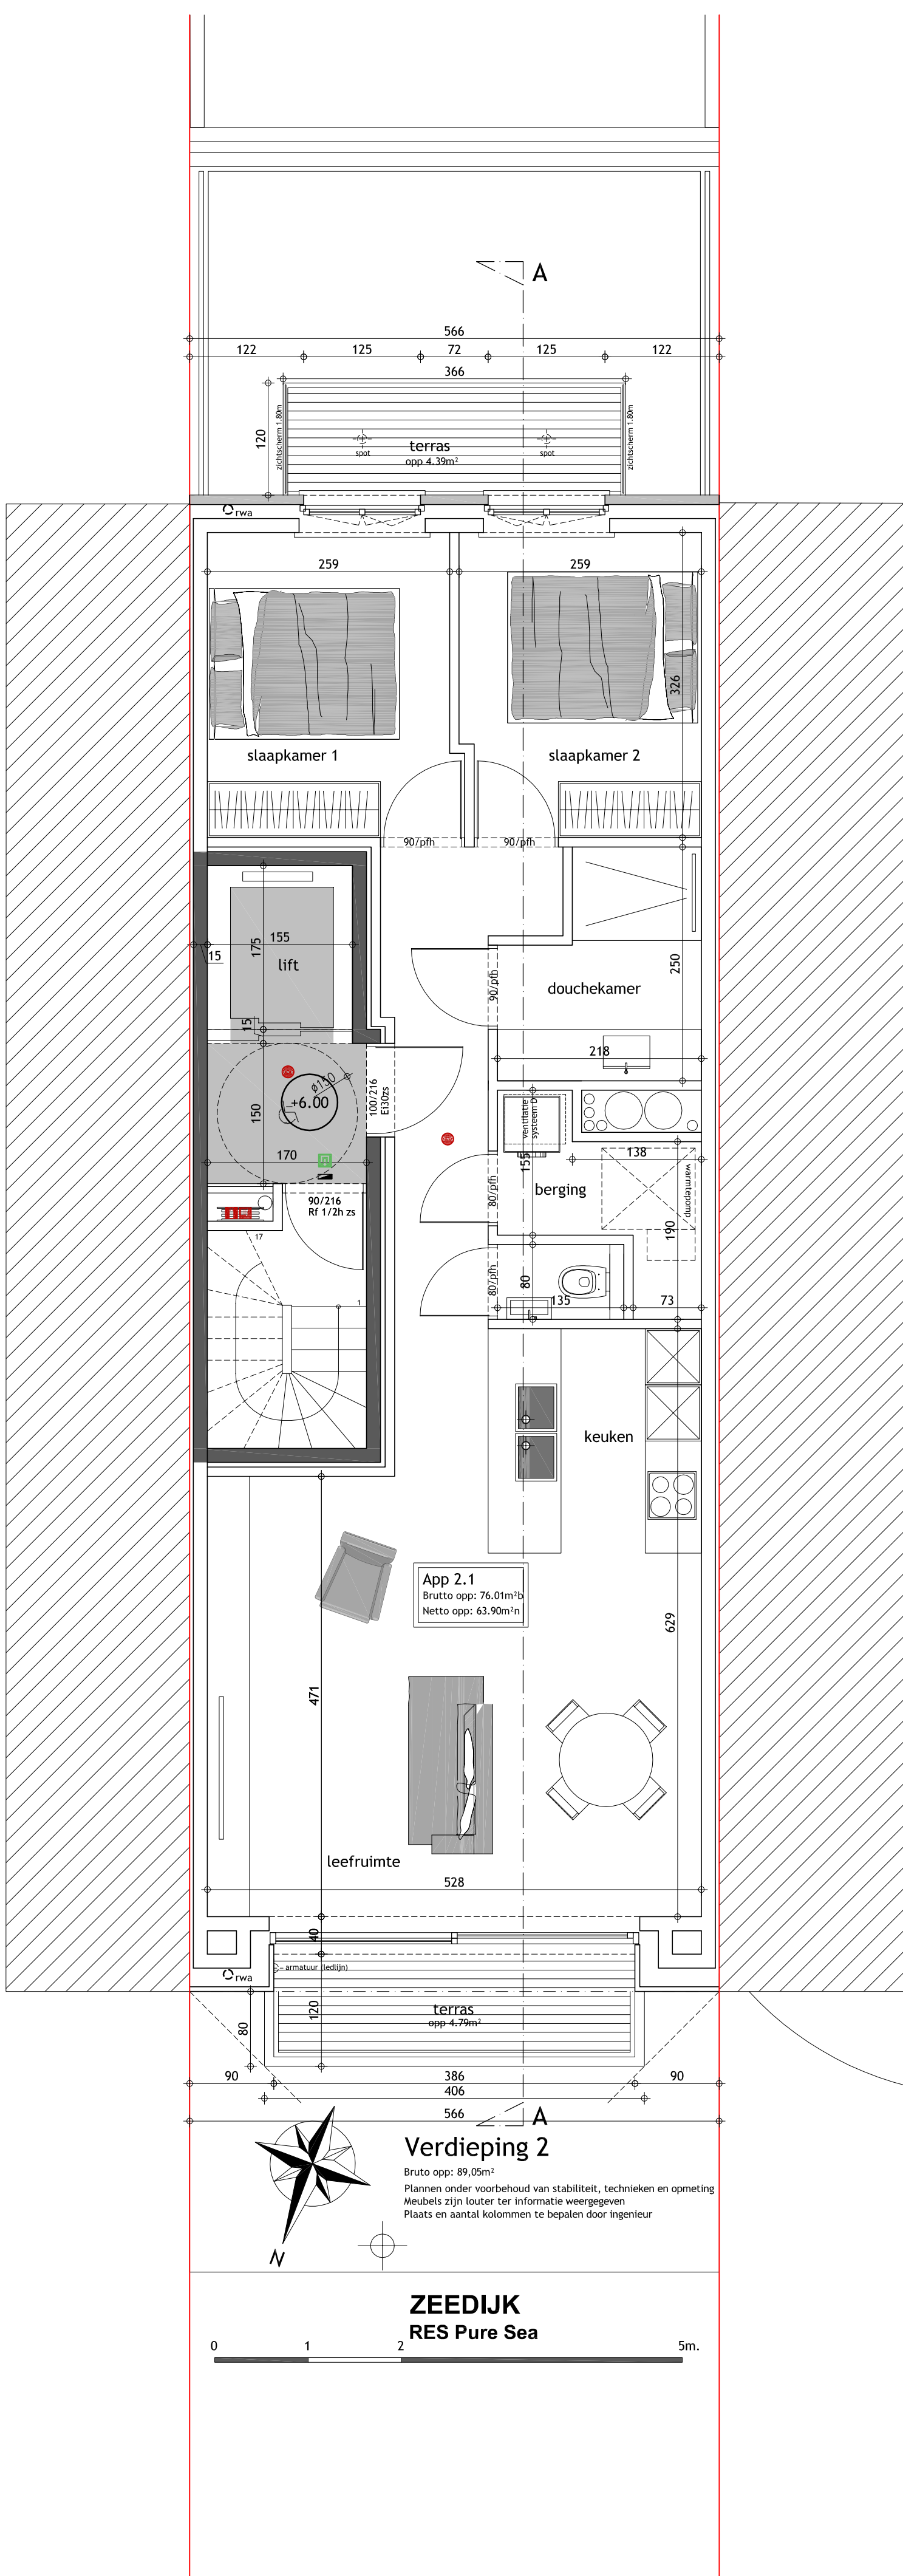 A
566
122 125 72 125 122
366
120
zichtscherm 1.80m
zichtscherm 1.80m
spot
spot
terras
opp 4.39m²
rwa
259 259
326
slaapkamer 1
slaapkamer 2
90/pfh
90/pfh
175
155
15
lift
15
90/pfh
douchekamer
250
218
ø150
+6.00
150
170
100/216
EI30zs
90/216
Rf 1/2h zs
17
1
ventilatie
systeem D
155
80/pfh
berging
138
warmtepomp
190
80/pfh
80
135
73
keuken
App 2.1
Brutto opp: 76.01m²b
Netto opp: 63.90m²n
629
471
leefruimte
528
40
armatuur (ledlijn)
rwa
terras
opp 4.79m²
120
80
90 386 90
406
566
A
Verdieping 2
Bruto opp: 89,05m²
Plannen onder voorbehoud van stabiliteit, technieken en opmeting
Meubels zijn louter ter informatie weergegeven
Plaats en aantal kolommen te bepalen door ingenieur
N
ZEEDIJK
RES Pure Sea
0 1 2 5m.